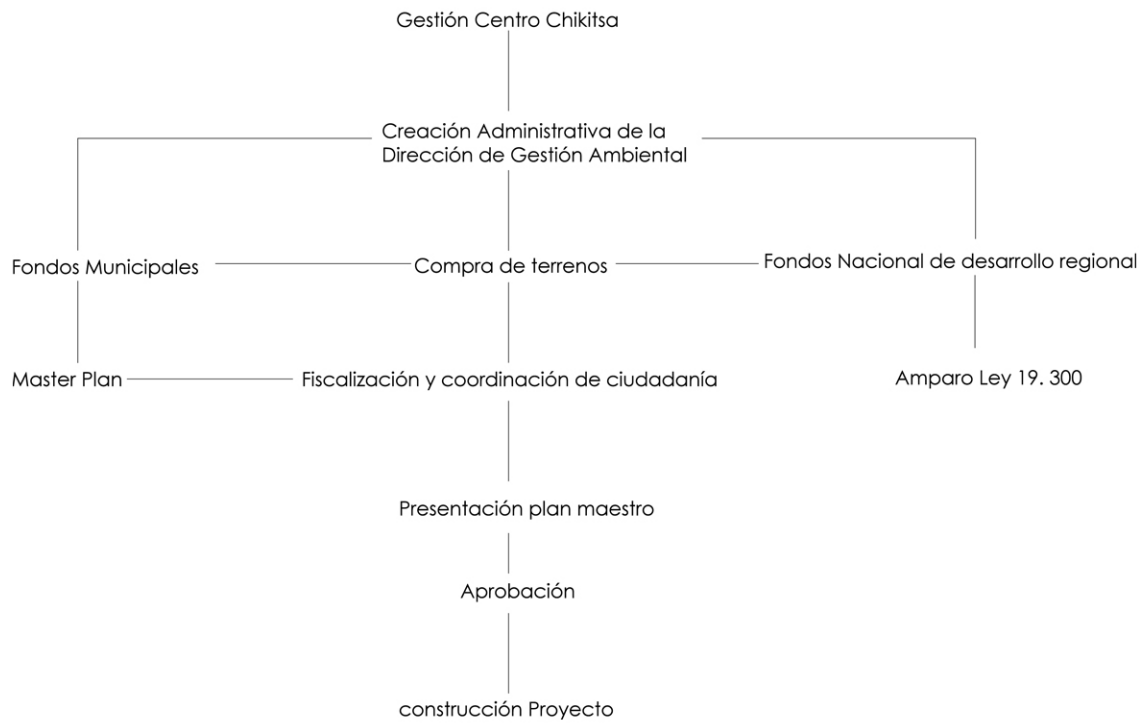 Gestión Centro Chikitsa
Creación Administrativa de la
Dirección de Gestión Ambiental
Fondos Municipales
Compra de terrenos
Fondos Nacional de desarrollo regional
Master Plan
Fiscalización y coordinación de ciudadanía
Amparo Ley 19. 300
Presentación plan maestro
Aprobación
construcción Proyecto